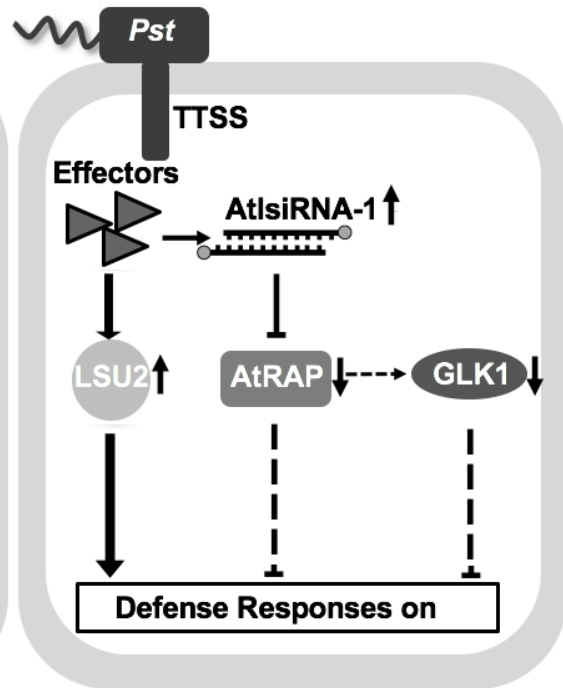 Pst
TTSS
Effectors
AtlsiRNA-1
LSU2
AtRAP
GLK1
Defense Responses on